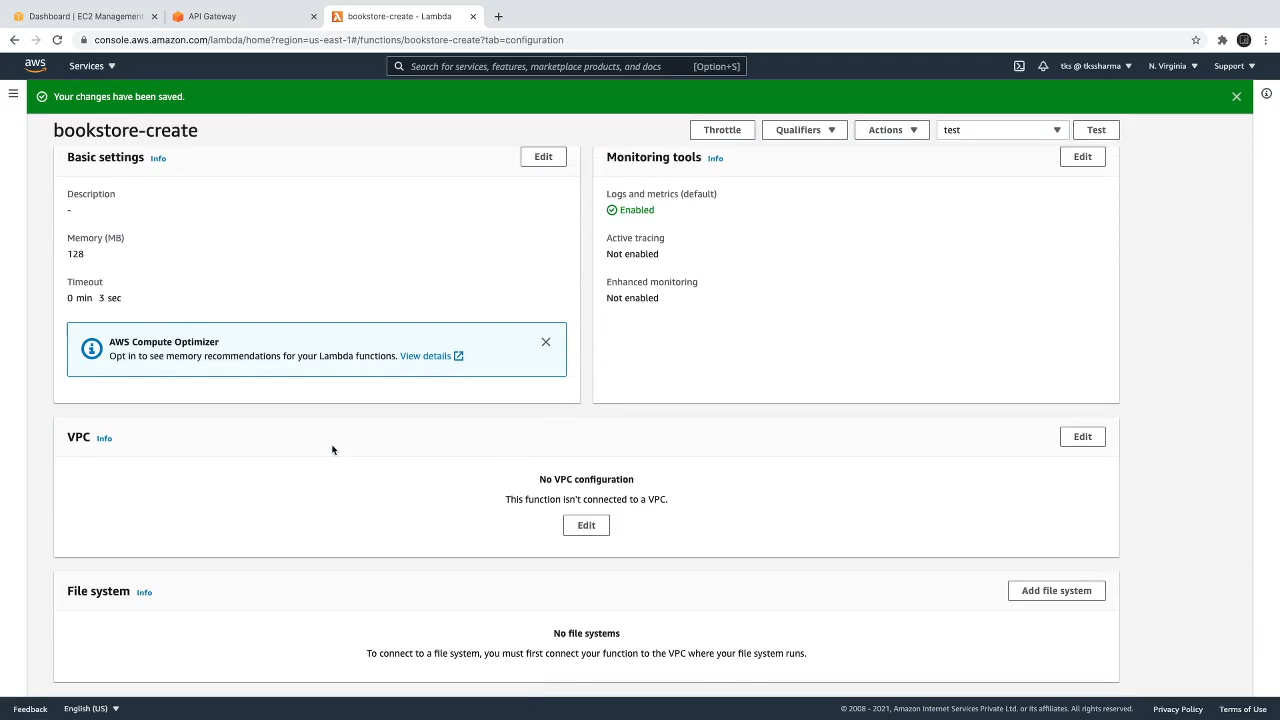 Dashboard | EC2 Management
API Gateway
bookstore-create - Lambda
console.aws.amazon.com/lambda/home?region=us-east-1#/functions/bookstore-create?tab=configuration
aws
Services
Search for services, features, marketplace products, and docs
[Option+S]
tks @ tkssharma
N. Virginia
Support
Your changes have been saved.
bookstore-create
Throttle
Qualifiers
Actions
test
Test
Basic settings Info
Edit
Monitoring tools Info
Edit
Description
-
Memory (MB)
128
Timeout
0 min 3 sec
Logs and metrics (default)
Enabled
Active tracing
Not enabled
Enhanced monitoring
Not enabled
AWS Compute Optimizer
Opt in to see memory recommendations for your Lambda functions. View details
VPC Info
Edit
No VPC configuration
This function isn't connected to a VPC.
Edit
File system Info
Add file system
No file systems
To connect to a file system, you must first connect your function to the VPC where your file system runs.
Feedback
English (US)
© 2008 - 2021, Amazon Internet Services Private Ltd. or its affiliates. All rights reserved.
Privacy Policy
Terms of Use